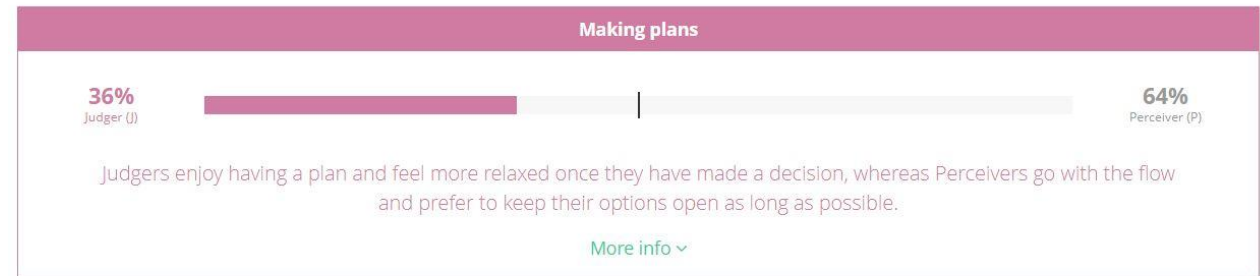 Making plans
36%
Judger (J)
64%
Perceiver (P)
Judgers enjoy having a plan and feel more relaxed once they have made a decision, whereas Perceivers go with the flow
and prefer to keep their options open as long as possible.
More info